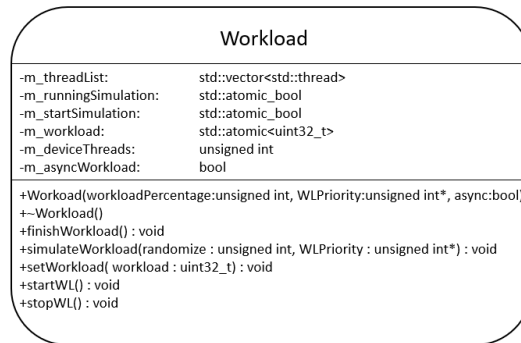 Workload
-m_threadList: std::vector<std::thread>
-m_runningSimulation: std::atomic_bool
-m_startSimulation: std::atomic_bool
-m_workload: std::atomic<uint32_t>
-m_deviceThreads: unsigned int
-m_asyncWorkload: bool
+Workoad(workloadPercentage:unsigned int, WLPriority:unsigned int*, async:bool)
+~Workload()
+finishWorkload() : void
+simulateWorkload(randomize : unsigned int, WLPriority : unsigned int*) : void
+setWorkload( workload : uint32_t) : void
+startWL() : void
+stopWL() : void